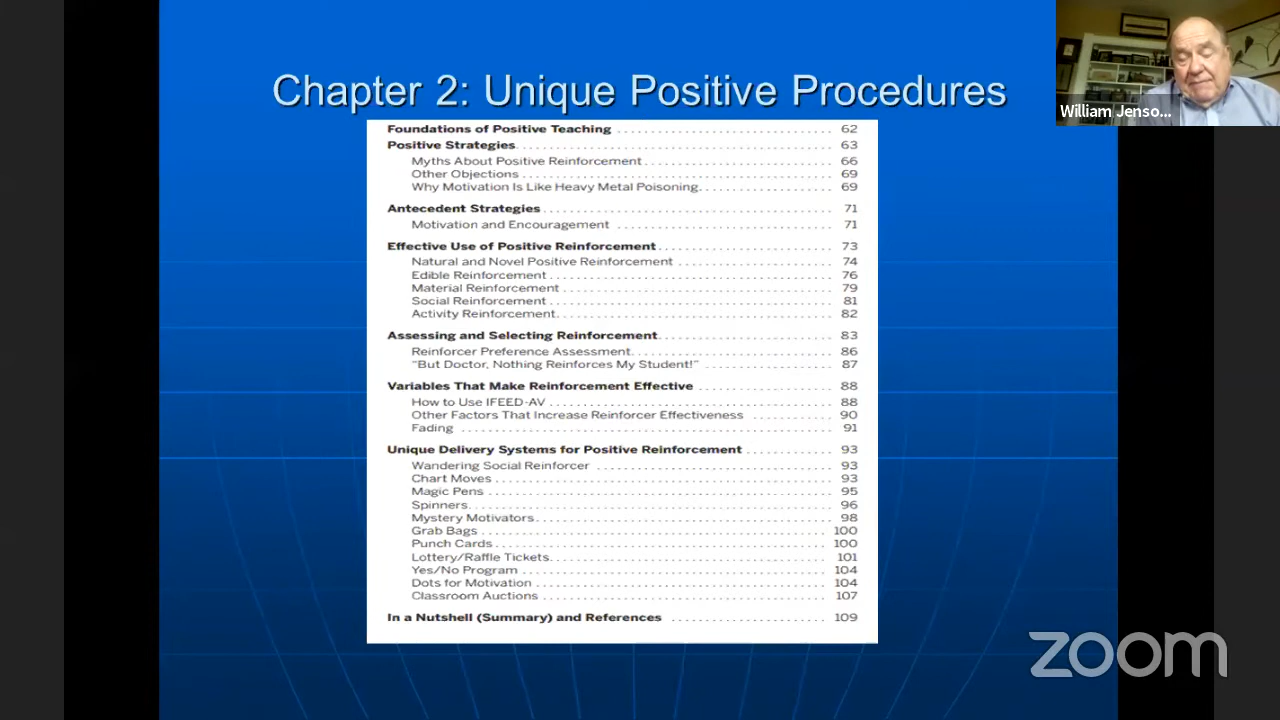 Chapter 2: Unique Positive Procedures
William Jenso...
Foundations of Positive Teaching 62
Positive Strategies 63
Myths About Positive Reinforcement 66
Other Objections 69
Why Motivation Is Like Heavy Metal Poisoning 69
Antecedent Strategies 71
Motivation and Encouragement 71
Effective Use of Positive Reinforcement 73
Natural and Novel Positive Reinforcement 74
Edible Reinforcement 76
Material Reinforcement 79
Social Reinforcement 81
Activity Reinforcement 82
Assessing and Selecting Reinforcement 83
Reinforcer Preference Assessment 86
"But Doctor, Nothing Reinforces My Student!" 87
Variables That Make Reinforcement Effective 88
How to Use IFEED-AV 88
Other Factors That Increase Reinforcer Effectiveness 90
Fading 91
Unique Delivery Systems for Positive Reinforcement 93
Wandering Social Reinforcer 93
Chart Moves 93
Magic Pens 95
Spinners 96
Mystery Motivators 98
Grab Bags 100
Punch Cards 100
Lottery/Raffle Tickets 101
Yes/No Program 104
Dots for Motivation 104
Classroom Auctions 107
In a Nutshell (Summary) and References 109
zoom